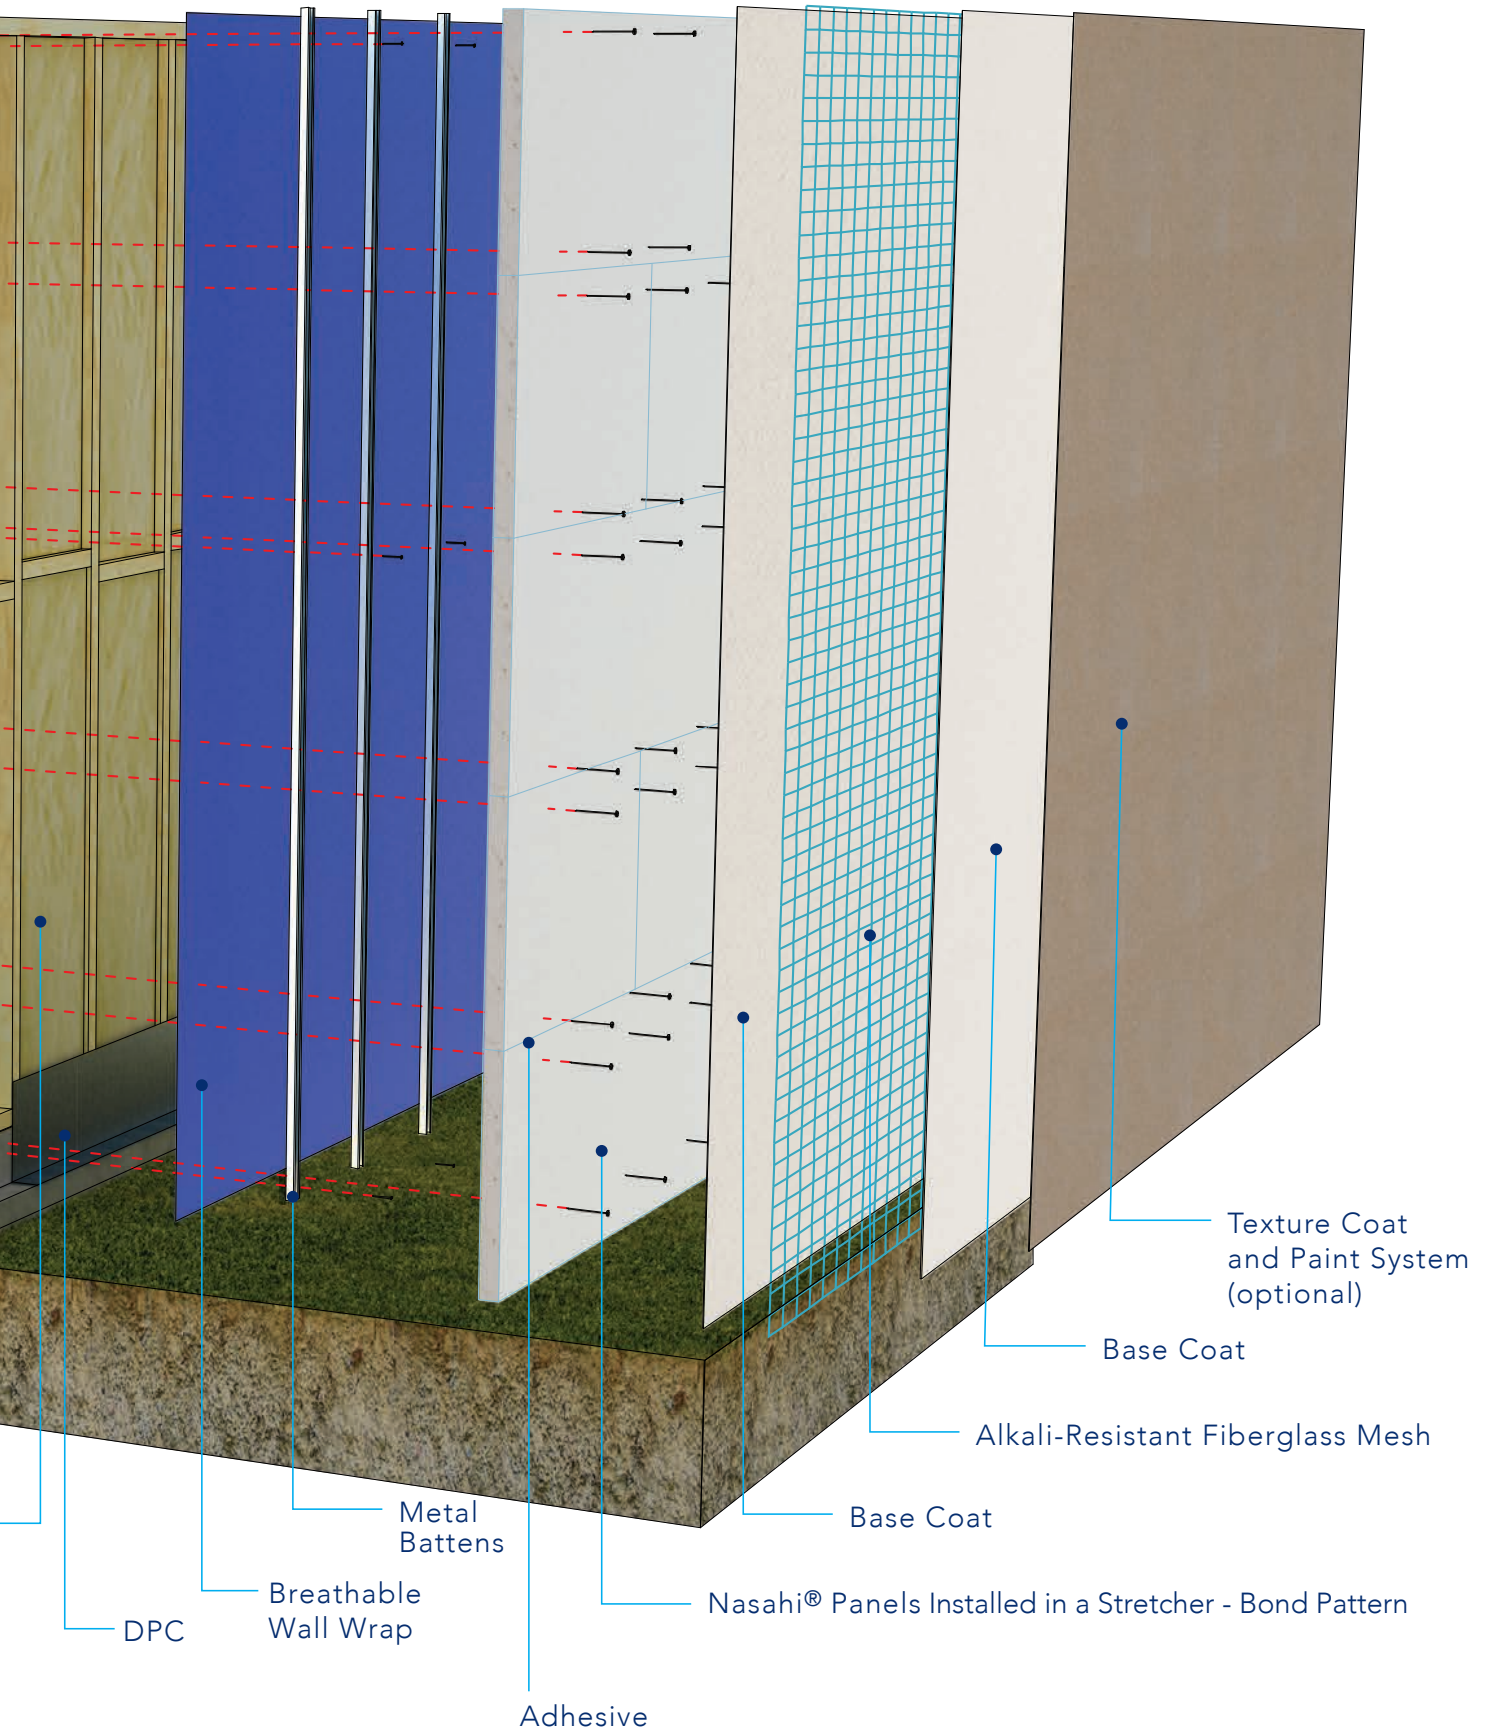 Texture Coat
and Paint System
(optional)
Base Coat
Alkali-Resistant Fiberglass Mesh
Base Coat
Metal
Battens
Breathable
Wall Wrap
Nasahi® Panels Installed in a Stretcher - Bond Pattern
DPC
Adhesive